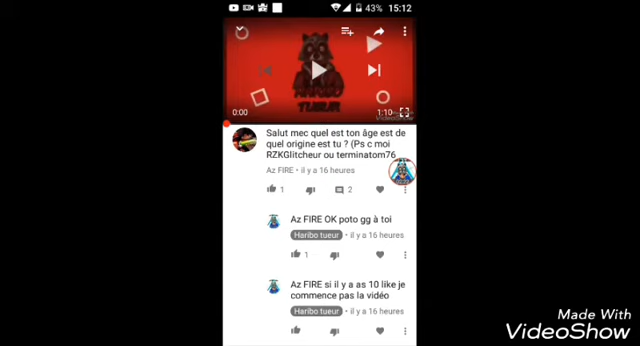 43% 15:12
HARIBO
TUEUR
0:00
1:10
VideoShow
Salut mec quel est ton âge est de
quel origine est tu ? (Ps c moi
RZKGlitcheur ou terminatom76
Az FIRE • il y a 16 heures
1
2
Az FIRE OK poto gg à toi
Haribo tueur • il y a 16 heures
1
Az FIRE si il y a as 10 like je
commence pas la vidéo
Haribo tueur • il y a 16 heures
Made With
VideoShow